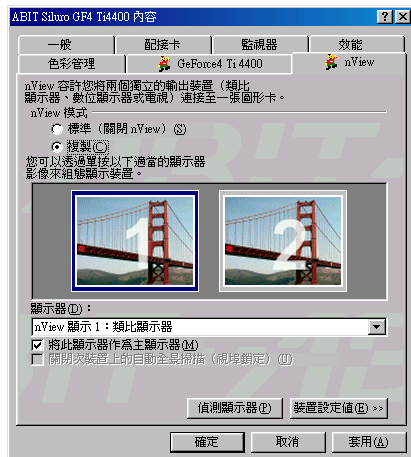 ABIT Siluro GF4 Ti4400 內容
一般
配接卡
監視器
效能
色彩管理
GeForce4 Ti 4400
nView
nView 容許您將兩個獨立的輸出裝置（類比
顯示器、數位顯示器或電視）連接至一張圖形卡。
nView 模式
標準（關閉 nView）(S)
複製(C)
您可以透過單按以下適當的顯示器
影像來組態顯示裝置。
1
2
顯示器(D)：
nView 顯示 1：類比顯示器
將此顯示器作為主顯示器(M)
關閉次裝置上的自動全景掃描（視埠鎖定）(U)
偵測顯示器(P)
裝置設定值(E) >>
確定
取消
套用(A)